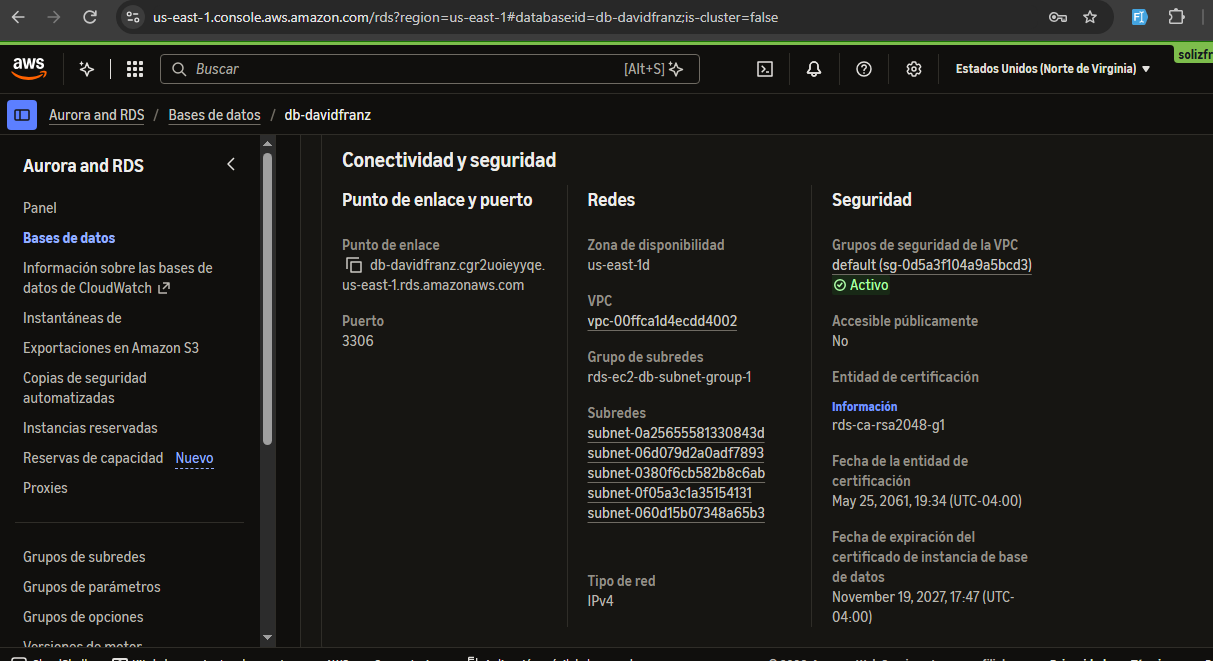 us-east-1.console.aws.amazon.com/rds?region=us-east-1#database:id=db-davidfranz;is-cluster=false
aws
Buscar
[Alt+S]
Estados Unidos (Norte de Virginia)
solizfr
Aurora and RDS / Bases de datos / db-davidfranz
Aurora and RDS
Panel
Bases de datos
Información sobre las bases de
datos de CloudWatch
Instantáneas de
Exportaciones en Amazon S3
Copias de seguridad
automatizadas
Instancias reservadas
Reservas de capacidad Nuevo
Proxies
Grupos de subredes
Grupos de parámetros
Grupos de opciones
Versiones de motor
Conectividad y seguridad
Punto de enlace y puerto
Punto de enlace
db-davidfranz.cgr2uoieyyqe.
us-east-1.rds.amazonaws.com
Puerto
3306
Redes
Zona de disponibilidad
us-east-1d
VPC
vpc-00ffca1d4ecdd4002
Grupo de subredes
rds-ec2-db-subnet-group-1
Subredes
subnet-0a25655581330843d
subnet-06d079d2a0adf7893
subnet-0380f6cb582b8c6ab
subnet-0f05a3c1a35154131
subnet-060d15b07348a65b3
Tipo de red
IPv4
Seguridad
Grupos de seguridad de la VPC
default (sg-0d5a3f104a9a5bcd3)
Activo
Accesible públicamente
No
Entidad de certificación
Información
rds-ca-rsa2048-g1
Fecha de la entidad de
certificación
May 25, 2061, 19:34 (UTC-04:00)
Fecha de expiración del
certificado de instancia de base
de datos
November 19, 2027, 17:47 (UTC-
04:00)